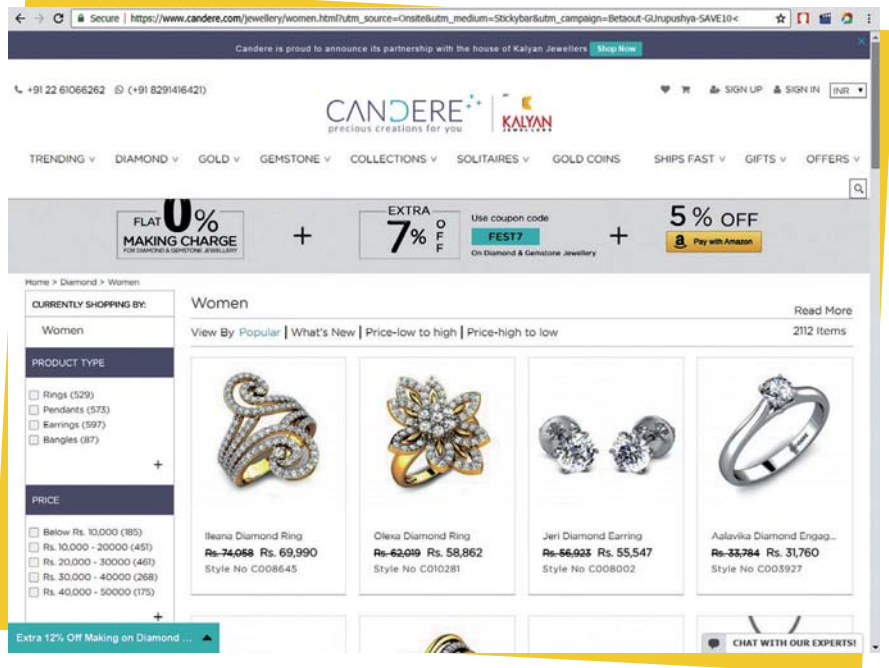 Secure | https://www.candere.com/jewellery/women.html?utm_source=Onsite&utm_medium=Stickybar&utm_campaign=Betaout-GUrupushya-SAVE10<
Candere is proud to announce its partnership with the house of Kalyan Jewellers Shop Now
+91 22 61066262 (+91 8291416421)
SIGN UP SIGN IN INR
CANDERE
precious creations for you
BY
KALYAN
JEWELLERS
TRENDING DIAMOND GOLD GEMSTONE COLLECTIONS SOLITAIRES GOLD COINS SHIPS FAST GIFTS OFFERS
FLAT 0%
MAKING CHARGE
FOR DIAMOND & GEMSTONE JEWELLERY
+
EXTRA
7% OFF
Use coupon code
FEST7
On Diamond & Gemstone Jewellery
+
5% OFF
Pay with Amazon
Home > Diamond > Women
CURRENTLY SHOPPING BY:
Women
PRODUCT TYPE
Rings (529)
Pendants (573)
Earrings (597)
Bangles (87)
+
PRICE
Below Rs. 10,000 (185)
Rs. 10,000 - 20000 (451)
Rs. 20,000 - 30000 (461)
Rs. 30,000 - 40000 (268)
Rs. 40,000 - 50000 (175)
+
Extra 12% Off Making on Diamond ...
Women
Read More
View By Popular | What's New | Price-low to high | Price-high to low
2112 Items
Ileana Diamond Ring
Rs. 74,058 Rs. 69,990
Style No C008645
Olexa Diamond Ring
Rs. 62,019 Rs. 58,862
Style No C010281
Jeri Diamond Earring
Rs. 56,923 Rs. 55,547
Style No C008002
Aalavika Diamond Engag...
Rs. 33,784 Rs. 31,760
Style No C003927
CHAT WITH OUR EXPERTS!